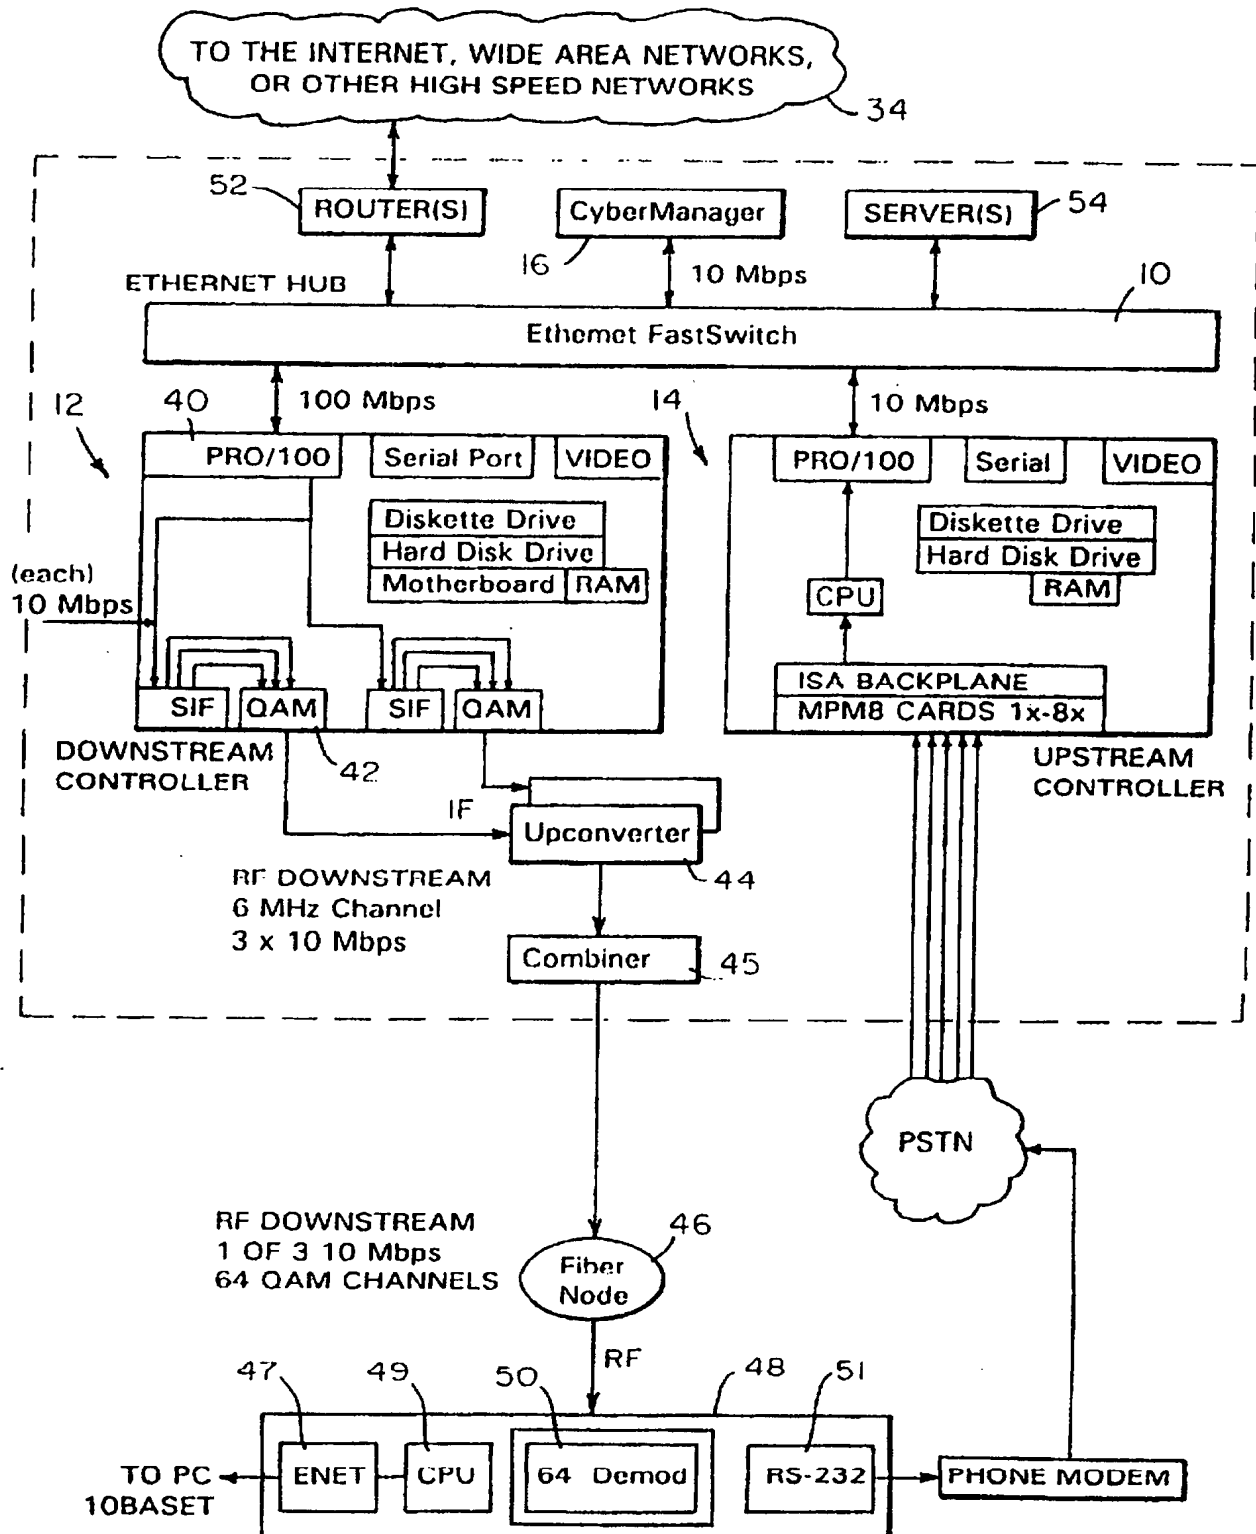 TO THE INTERNET, WIDE AREA NETWORKS,
OR OTHER HIGH SPEED NETWORKS
34
52
ROUTER(S)
CyberManager
16
SERVER(S)
54
10 Mbps
ETHERNET HUB
10
Ethernet FastSwitch
12
40
100 Mbps
14
10 Mbps
PRO/100
Serial Port
VIDEO
Diskette Drive
Hard Disk Drive
Motherboard
RAM
(each)
10 Mbps
SIF
QAM
SIF
QAM
DOWNSTREAM
CONTROLLER
42
PRO/100
Serial
VIDEO
Diskette Drive
Hard Disk Drive
RAM
CPU
ISA BACKPLANE
MPM8 CARDS 1x-8x
UPSTREAM
CONTROLLER
IF
Upconverter
44
RF DOWNSTREAM
6 MHz Channel
3 x 10 Mbps
Combiner
45
PSTN
RF DOWNSTREAM
1 OF 3 10 Mbps
64 QAM CHANNELS
46
Fiber
Node
RF
47
49
50
48
51
TO PC
10BASET
ENET
CPU
64 Demod
RS-232
PHONE MODEM